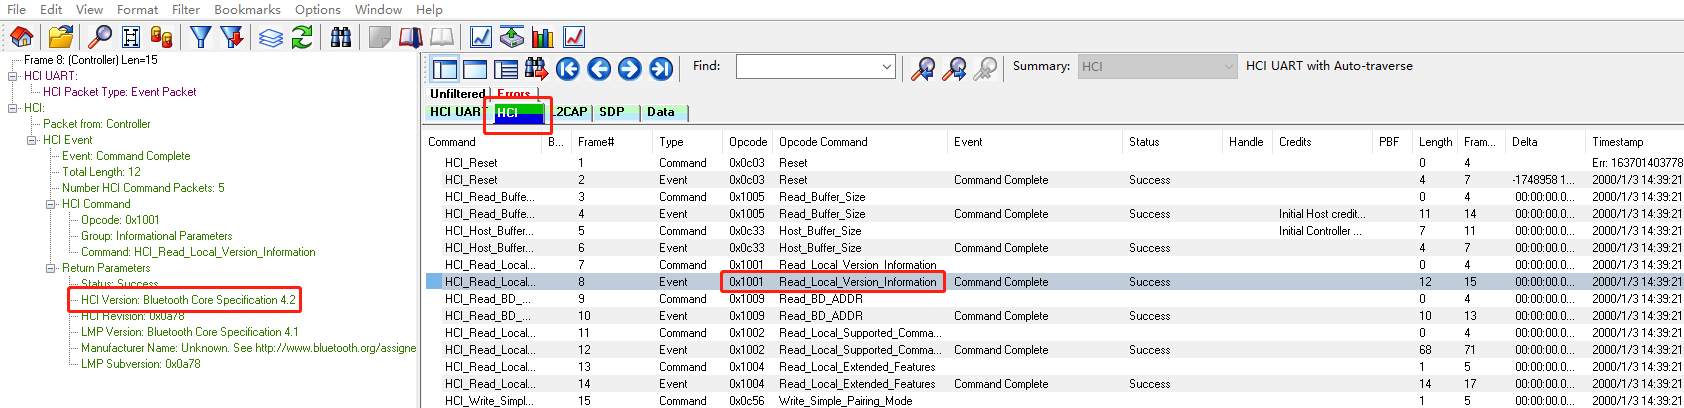 File Edit View Format Filter Bookmarks Options Window Help
Frame 8: (Controller) Len=15
HCI UART:
HCI Packet Type: Event Packet
HCI:
Packet from: Controller
HCI Event
Event: Command Complete
Total Length: 12
Number HCI Command Packets: 5
HCI Command
Opcode: 0x1001
Group: Informational Parameters
Command: HCI_Read_Local_Version_Information
Return Parameters
Status: Success
HCI Version: Bluetooth Core Specification 4.2
HCI Revision: 0x0a78
LMP Version: Bluetooth Core Specification 4.1
Manufacturer Name: Unknown. See http://www.bluetooth.org/assigne
LMP Subversion: 0x0a78
Find: Summary: HCI HCI UART with Auto-traverse
Unfiltered Errors
HCI UART HCI L2CAP SDP Data
Command B... Frame# Type Opcode Opcode Command Event Status Handle Credits PBF Length Fram... Delta Timestamp
HCI_Reset 1 Command 0x0c03 Reset 0 4 Err: 163701403778
HCI_Reset 2 Event 0x0c03 Reset Command Complete Success 4 7 -1748958 1... 2000/1/3 14:39:21
HCI_Read_Buffe... 3 Command 0x1005 Read_Buffer_Size 0 4 00:00:00.0... 2000/1/3 14:39:21
HCI_Read_Buffe... 4 Event 0x1005 Read_Buffer_Size Command Complete Success Initial Host credit... 11 14 00:00:00.0... 2000/1/3 14:39:21
HCI_Host_Buffer... 5 Command 0x0c33 Host_Buffer_Size Initial Controller ... 7 11 00:00:00.0... 2000/1/3 14:39:21
HCI_Host_Buffer... 6 Event 0x0c33 Host_Buffer_Size Command Complete Success 4 7 00:00:00.0... 2000/1/3 14:39:21
HCI_Read_Local... 7 Command 0x1001 Read_Local_Version_Information 0 4 00:00:00.0... 2000/1/3 14:39:21
HCI_Read_Local... 8 Event 0x1001 Read_Local_Version_Information Command Complete Success 12 15 00:00:00.0... 2000/1/3 14:39:21
HCI_Read_BD_... 9 Command 0x1009 Read_BD_ADDR 0 4 00:00:00.0... 2000/1/3 14:39:21
HCI_Read_BD_... 10 Event 0x1009 Read_BD_ADDR Command Complete Success 10 13 00:00:00.0... 2000/1/3 14:39:21
HCI_Read_Local... 11 Command 0x1002 Read_Local_Supported_Comma... 0 4 00:00:00.0... 2000/1/3 14:39:21
HCI_Read_Local... 12 Event 0x1002 Read_Local_Supported_Comma... Command Complete Success 68 71 00:00:00.0... 2000/1/3 14:39:21
HCI_Read_Local... 13 Command 0x1004 Read_Local_Extended_Features 1 5 00:00:00.0... 2000/1/3 14:39:21
HCI_Read_Local... 14 Event 0x1004 Read_Local_Extended_Features Command Complete Success 14 17 00:00:00.0... 2000/1/3 14:39:21
HCI_Write_Simpl... 15 Command 0x0c56 Write_Simple_Pairing_Mode 1 5 00:00:00.0... 2000/1/3 14:39:21